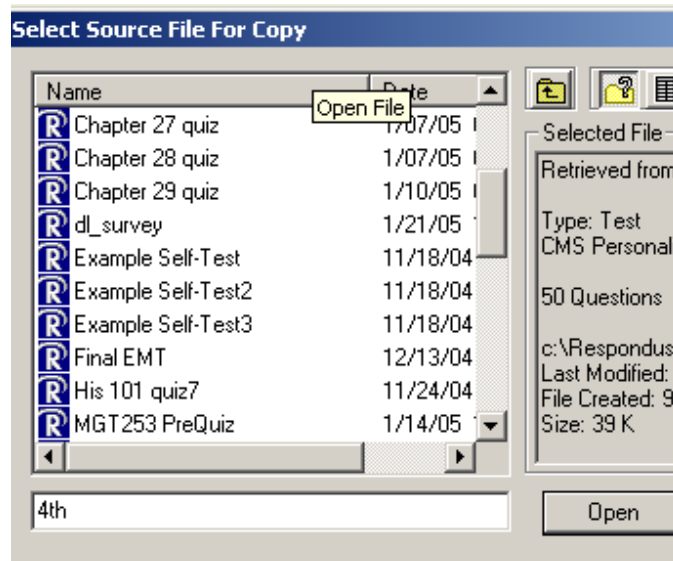 Select Source File For Copy
Name Date
Open File
Chapter 27 quiz 1/07/05
Chapter 28 quiz 1/07/05
Chapter 29 quiz 1/10/05
dl_survey 1/21/05
Example Self-Test 11/18/04
Example Self-Test2 11/18/04
Example Self-Test3 11/18/04
Final EMT 12/13/04
His 101 quiz7 11/24/04
MGT253 PreQuiz 1/14/05
4th
Selected File
Retrieved from
Type: Test
CMS Personal
50 Questions
c:\Respondus
Last Modified:
File Created: 9
Size: 39 K
Open